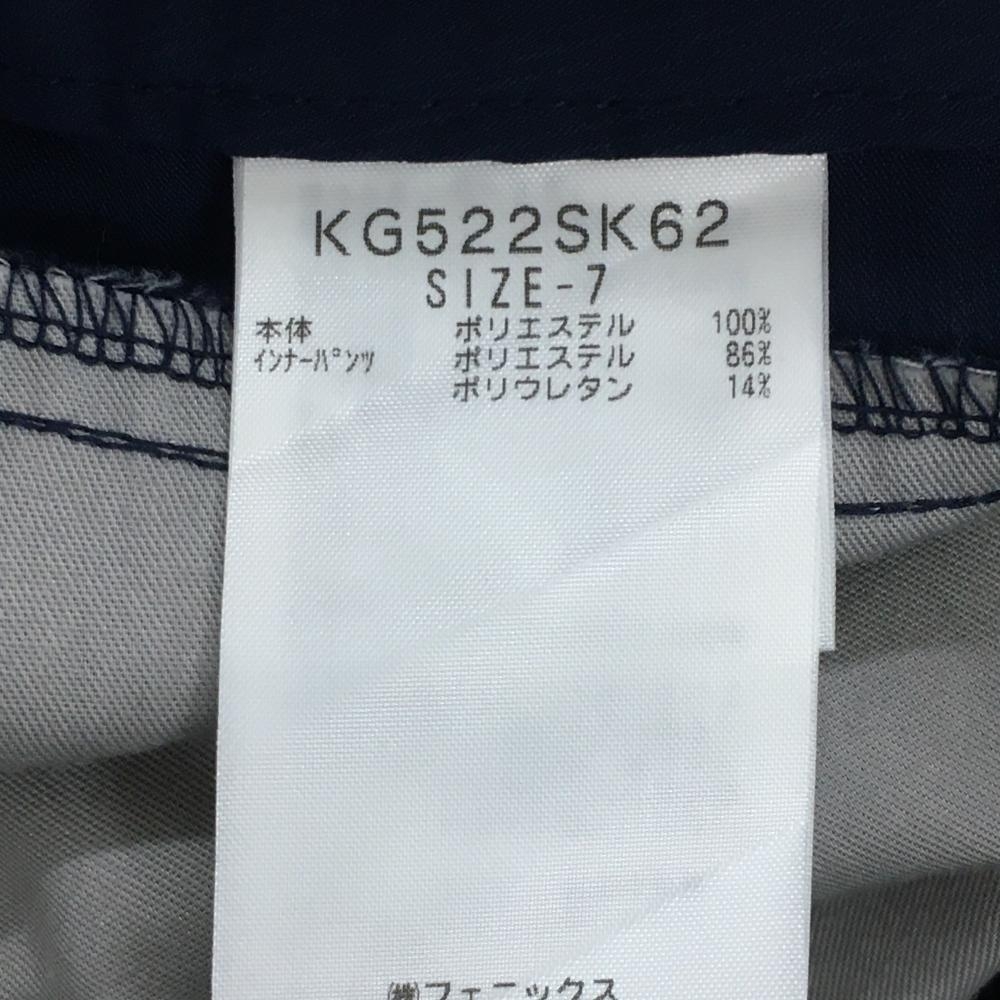 KG522SK62
SIZE-7
本体 ポリエステル 100%
インナーパンツ ポリエステル 86%
ポリウレタン 14%
㈱フェニックス